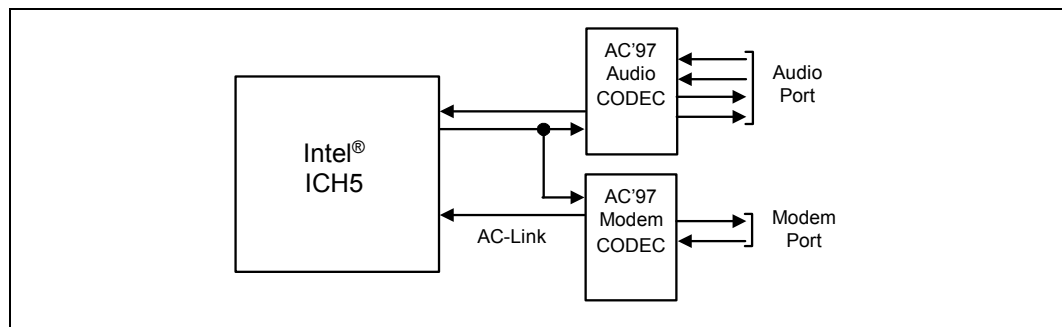 Intel®
ICH5
AC'97
Audio
CODEC
Audio
Port
AC'97
Modem
CODEC
Modem
Port
AC-Link